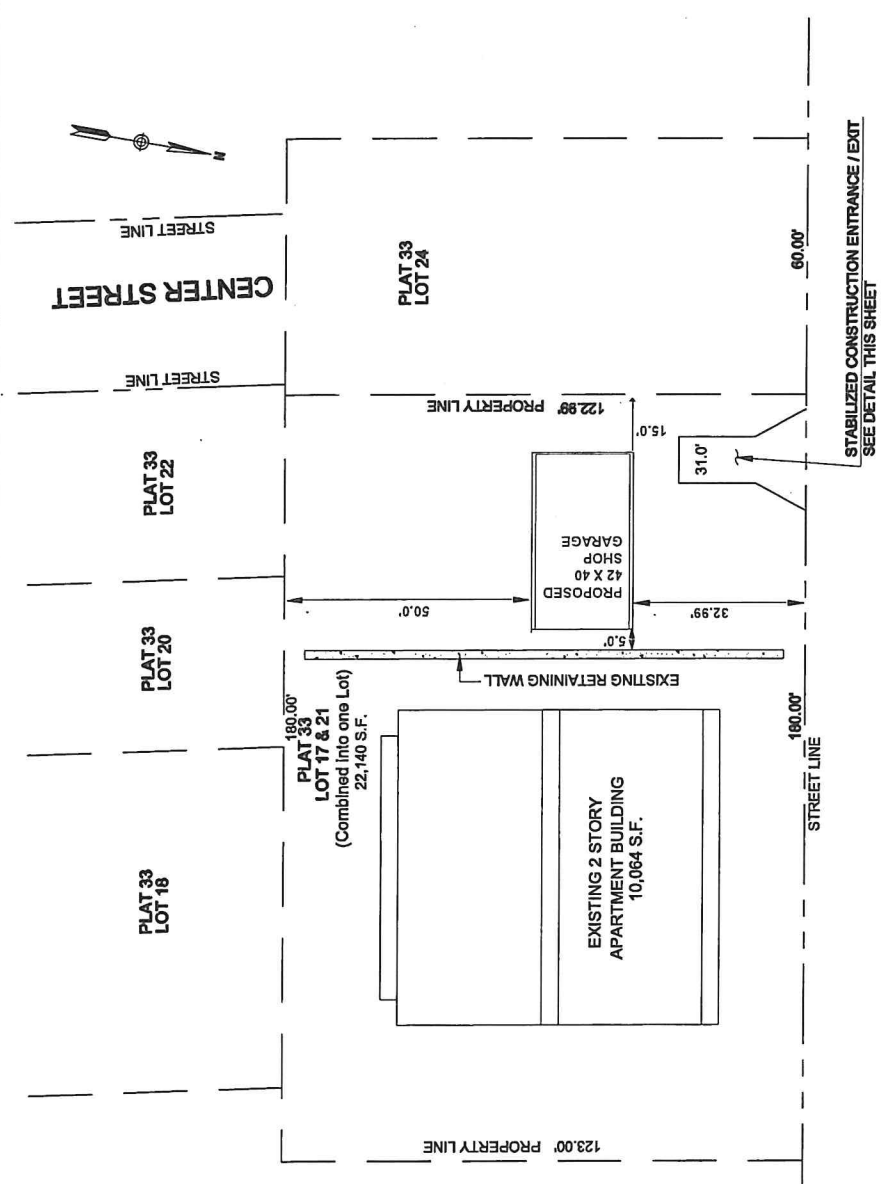 N
STREET LINE
CENTER STREET
STREET LINE
PLAT 33
LOT 24
60.00'
PLAT 33
LOT 22
PLAT 33
LOT 20
PLAT 33
LOT 18
122.99' PROPERTY LINE
15.0'
31.0'
STABILIZED CONSTRUCTION ENTRANCE / EXIT
SEE DETAIL THIS SHEET
PROPOSED
42 X 40
SHOP
GARAGE
50.0'
32.99'
5.0'
EXISTING RETAINING WALL
180.00'
PLAT 33
LOT 17 & 21
(Combined into one Lot)
22,140 S.F.
EXISTING 2 STORY
APARTMENT BUILDING
10,064 S.F.
180.00'
STREET LINE
123.00' PROPERTY LINE